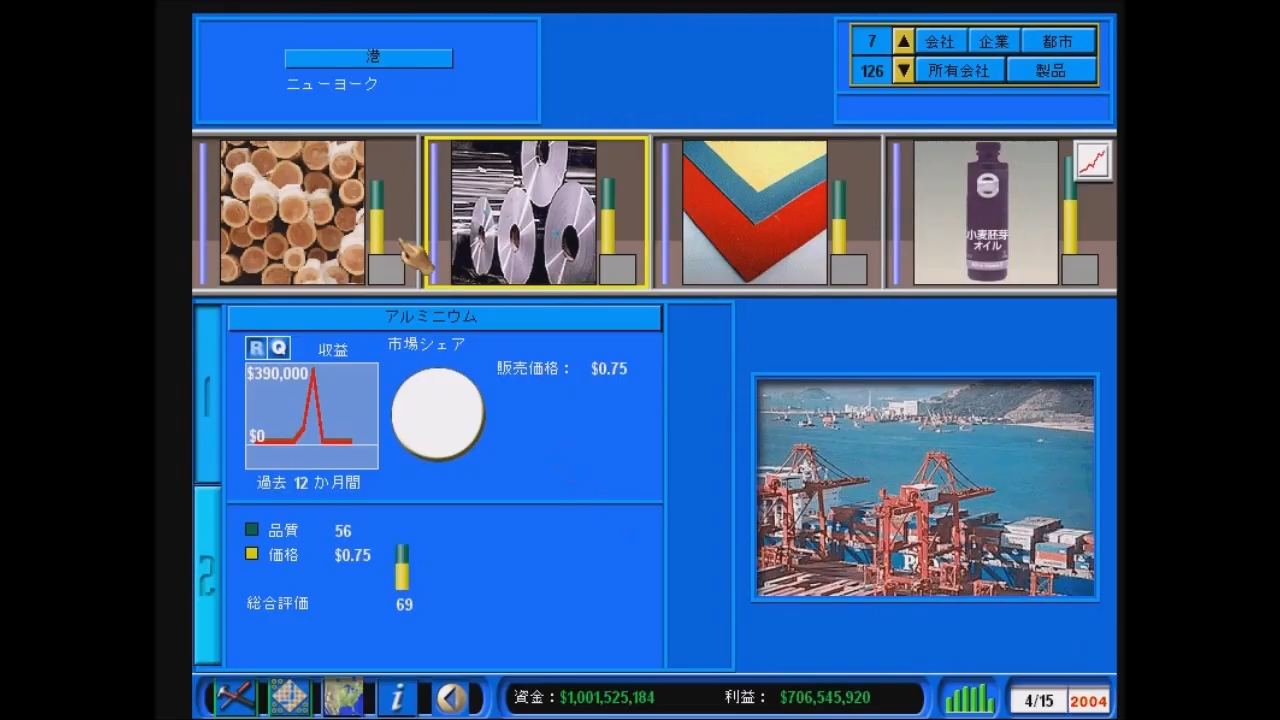 港
ニューヨーク
7 ▲ 会社 企業 都市
126 ▼ 所有会社 製品
小麦胚芽
オイル
アルミニウム
R Q 収益
市場シェア
販売価格： $0.75
$390,000
$0
過去 12 か月間
品質 56
価格 $0.75
総合評価 69
1
2
i
資金：$1,001,525,184 利益： $706,545,920
4/15 2004